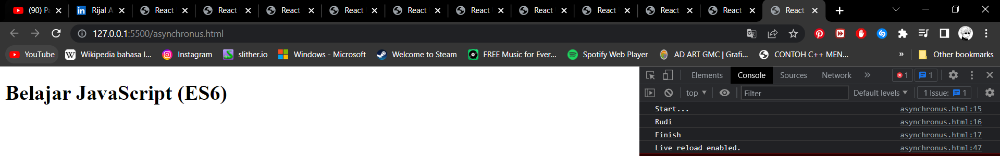 (90) Pa
Rijal A
React
React
React
React
React
React
React
React
React
React
React
127.0.0.1:5500/asynchronus.html
YouTube
Wikipedia bahasa I...
Instagram
slither.io
Windows - Microsoft
Welcome to Steam
FREE Music for Ever...
Spotify Web Player
AD ART GMC | Grafi...
CONTOH C++ MEN...
»
Other bookmarks
Belajar JavaScript (ES6)
Elements
Console
Sources
Network
»
1
1
top
Filter
Default levels
1 Issue: 1
Start... asynchronus.html:15
Rudi asynchronus.html:16
Finish asynchronus.html:17
Live reload enabled. asynchronus.html:47